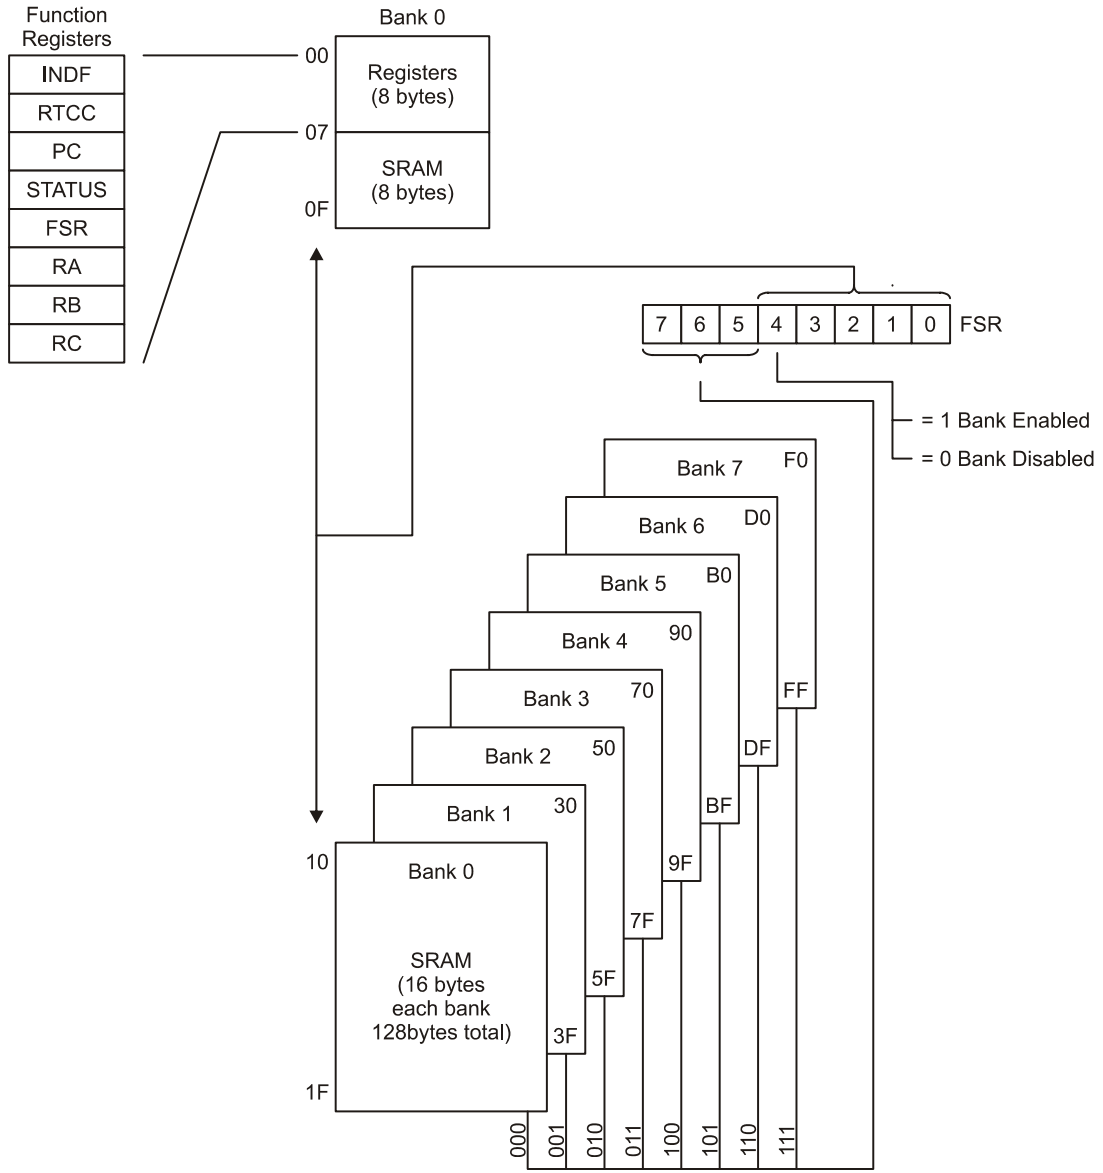 Function
Registers
INDF
RTCC
PC
STATUS
FSR
RA
RB
RC
Bank 0
00
Registers
(8 bytes)
07
SRAM
(8 bytes)
0F
7 6 5 4 3 2 1 0 FSR
= 1 Bank Enabled
= 0 Bank Disabled
Bank 7 F0
FF
Bank 6 D0
DF
Bank 5 B0
BF
Bank 4 90
9F
Bank 3 70
7F
Bank 2 50
5F
Bank 1 30
3F
10
Bank 0
SRAM
(16 bytes
each bank
128bytes total)
1F
000
001
010
011
100
101
110
111